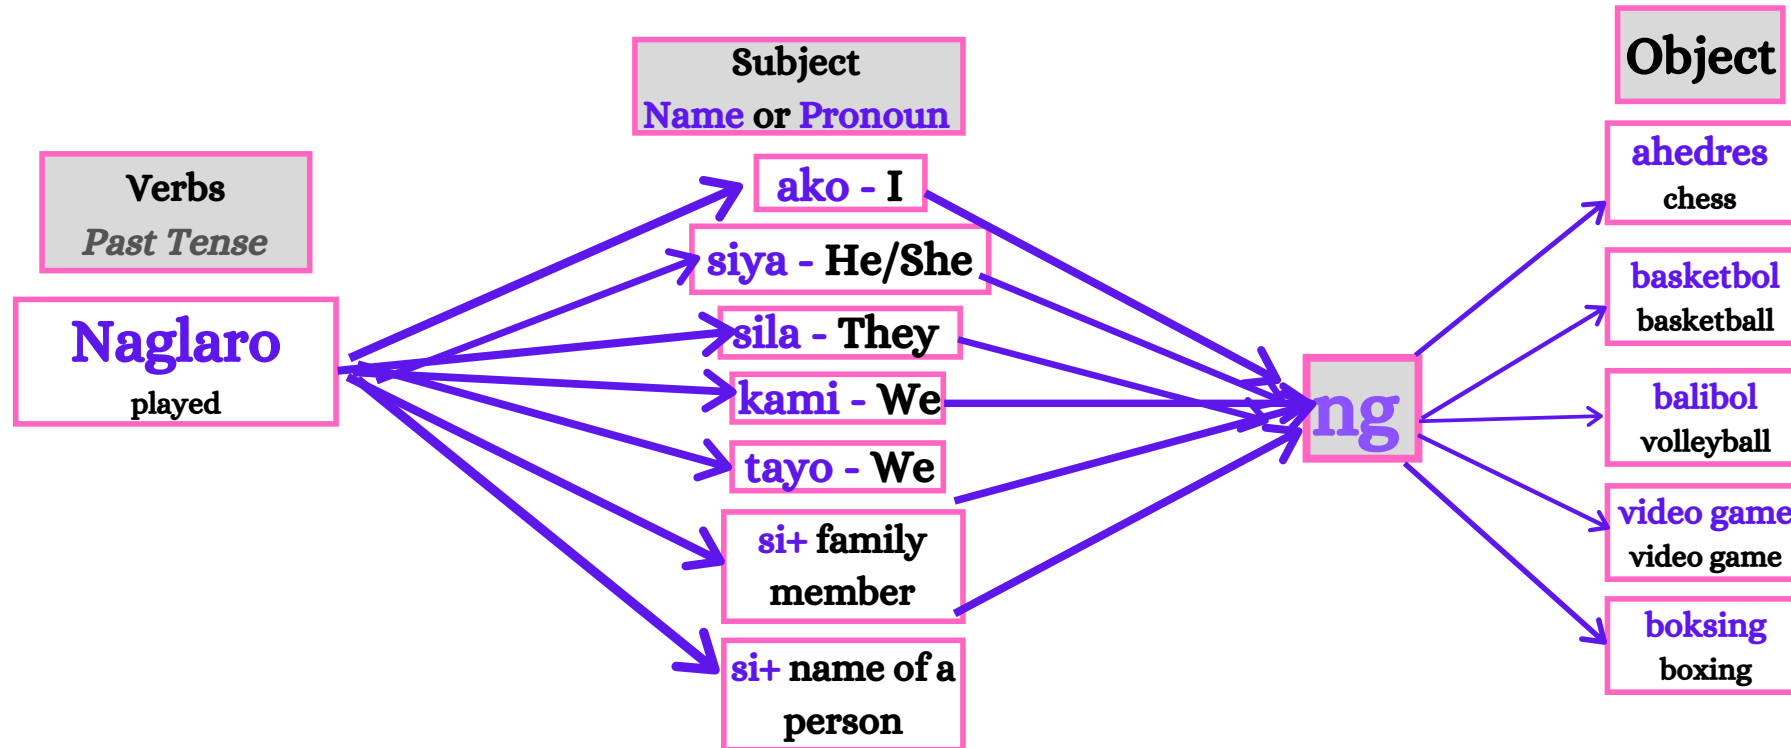 Verbs
Past Tense
Naglaro
played
Subject
Name or Pronoun
ako - I
siya - He/She
sila - They
kami - We
tayo - We
si+ family
member
si+ name of a
person
ng
Object
ahedres
chess
basketbol
basketball
balibol
volleyball
video game
video game
boksing
boxing